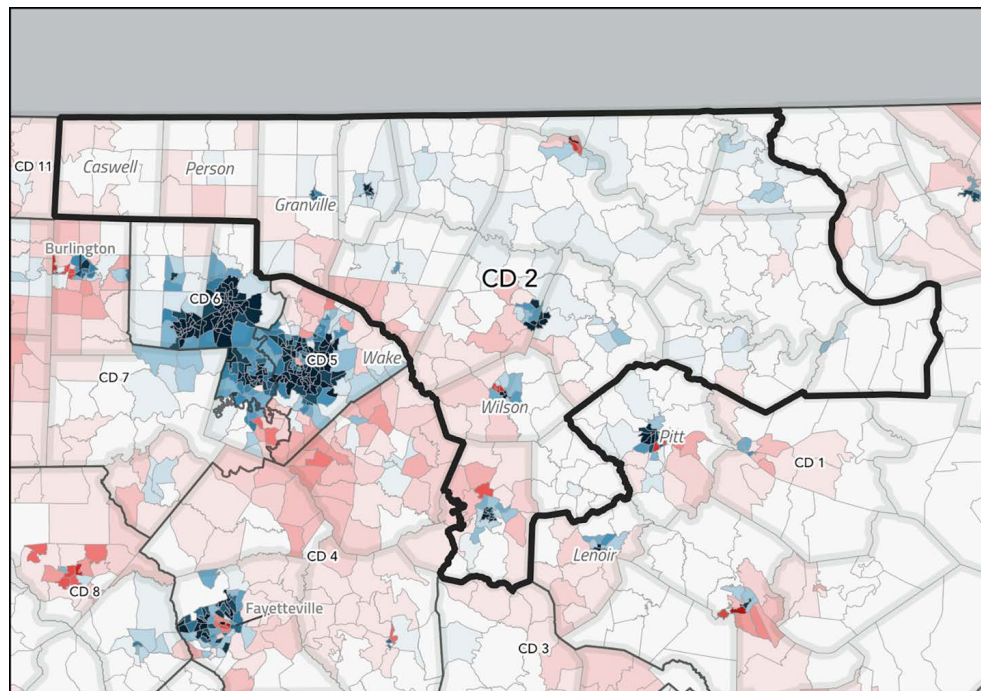 CD 11
Caswell
Person
Granville
Burlington
CD 2
CD 6
CD 5
Wake
CD 7
Wilson
Pitt
CD 1
Lenoir
CD 4
CD 8
Fayetteville
CD 3